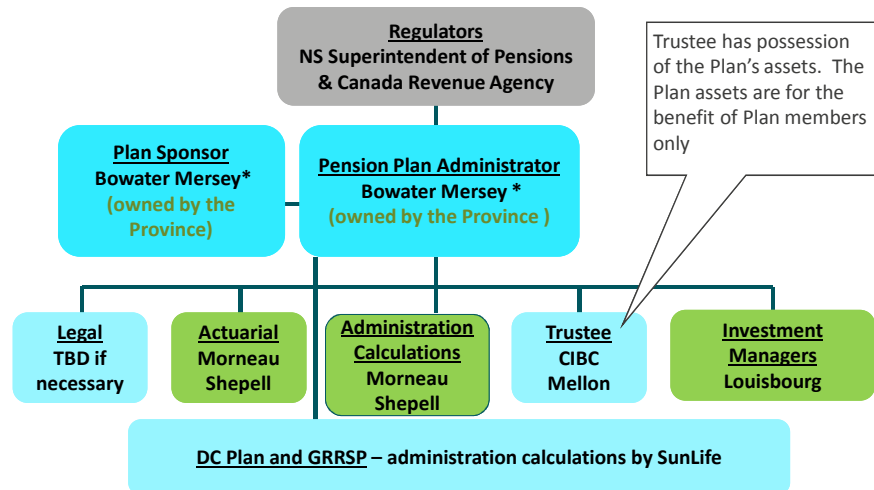 Regulators
NS Superintendent of Pensions
& Canada Revenue Agency
Trustee has possession
of the Plan's assets.  The
Plan assets are for the
benefit of Plan members
only
Plan Sponsor
Bowater Mersey*
(owned by the
Province)
Pension Plan Administrator
Bowater Mersey *
(owned by the Province )
Legal
TBD if
necessary
Actuarial
Morneau
Shepell
Administration
Calculations
Morneau
Shepell
Trustee
CIBC
Mellon
Investment
Managers
Louisbourg
DC Plan and GRRSP – administration calculations by SunLife